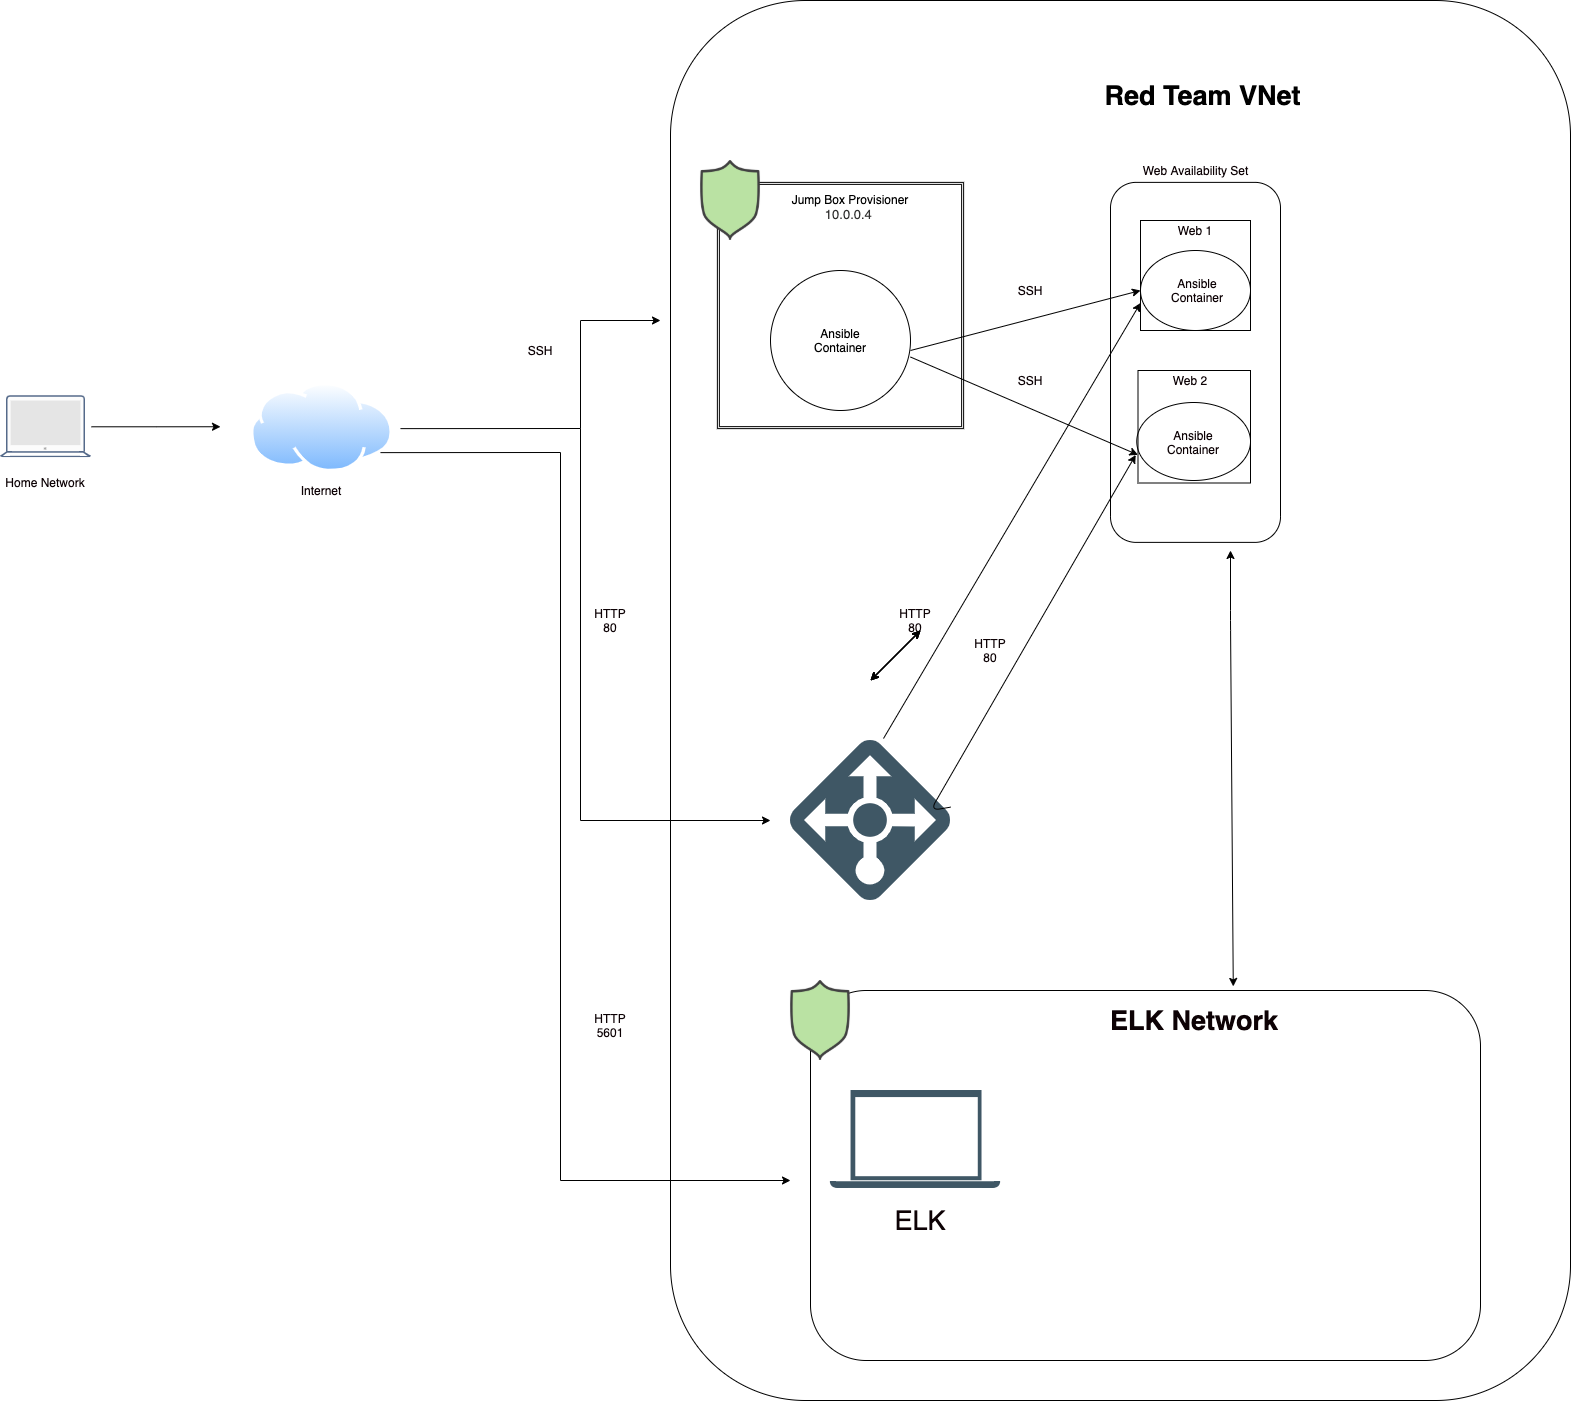 Red Team VNet
Web Availability Set
Jump Box Provisioner
10.0.0.4
Web 1
Ansible
Container
SSH
Ansible
Container
SSH
SSH
Web 2
Ansible
Container
Home Network
Internet
HTTP
80
HTTP
80
HTTP
80
HTTP
5601
ELK Network
ELK